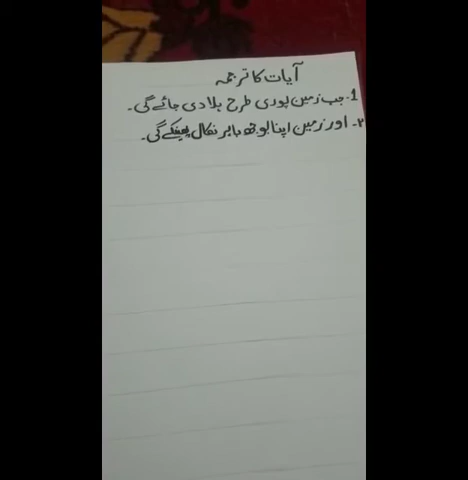 آیات کا ترجمہ
1۔ جب زمین پوری طرح ہلا دی جائے گی۔
۲۔ اور زمین اپنا بوجھ باہر نکال پھینکے گی۔